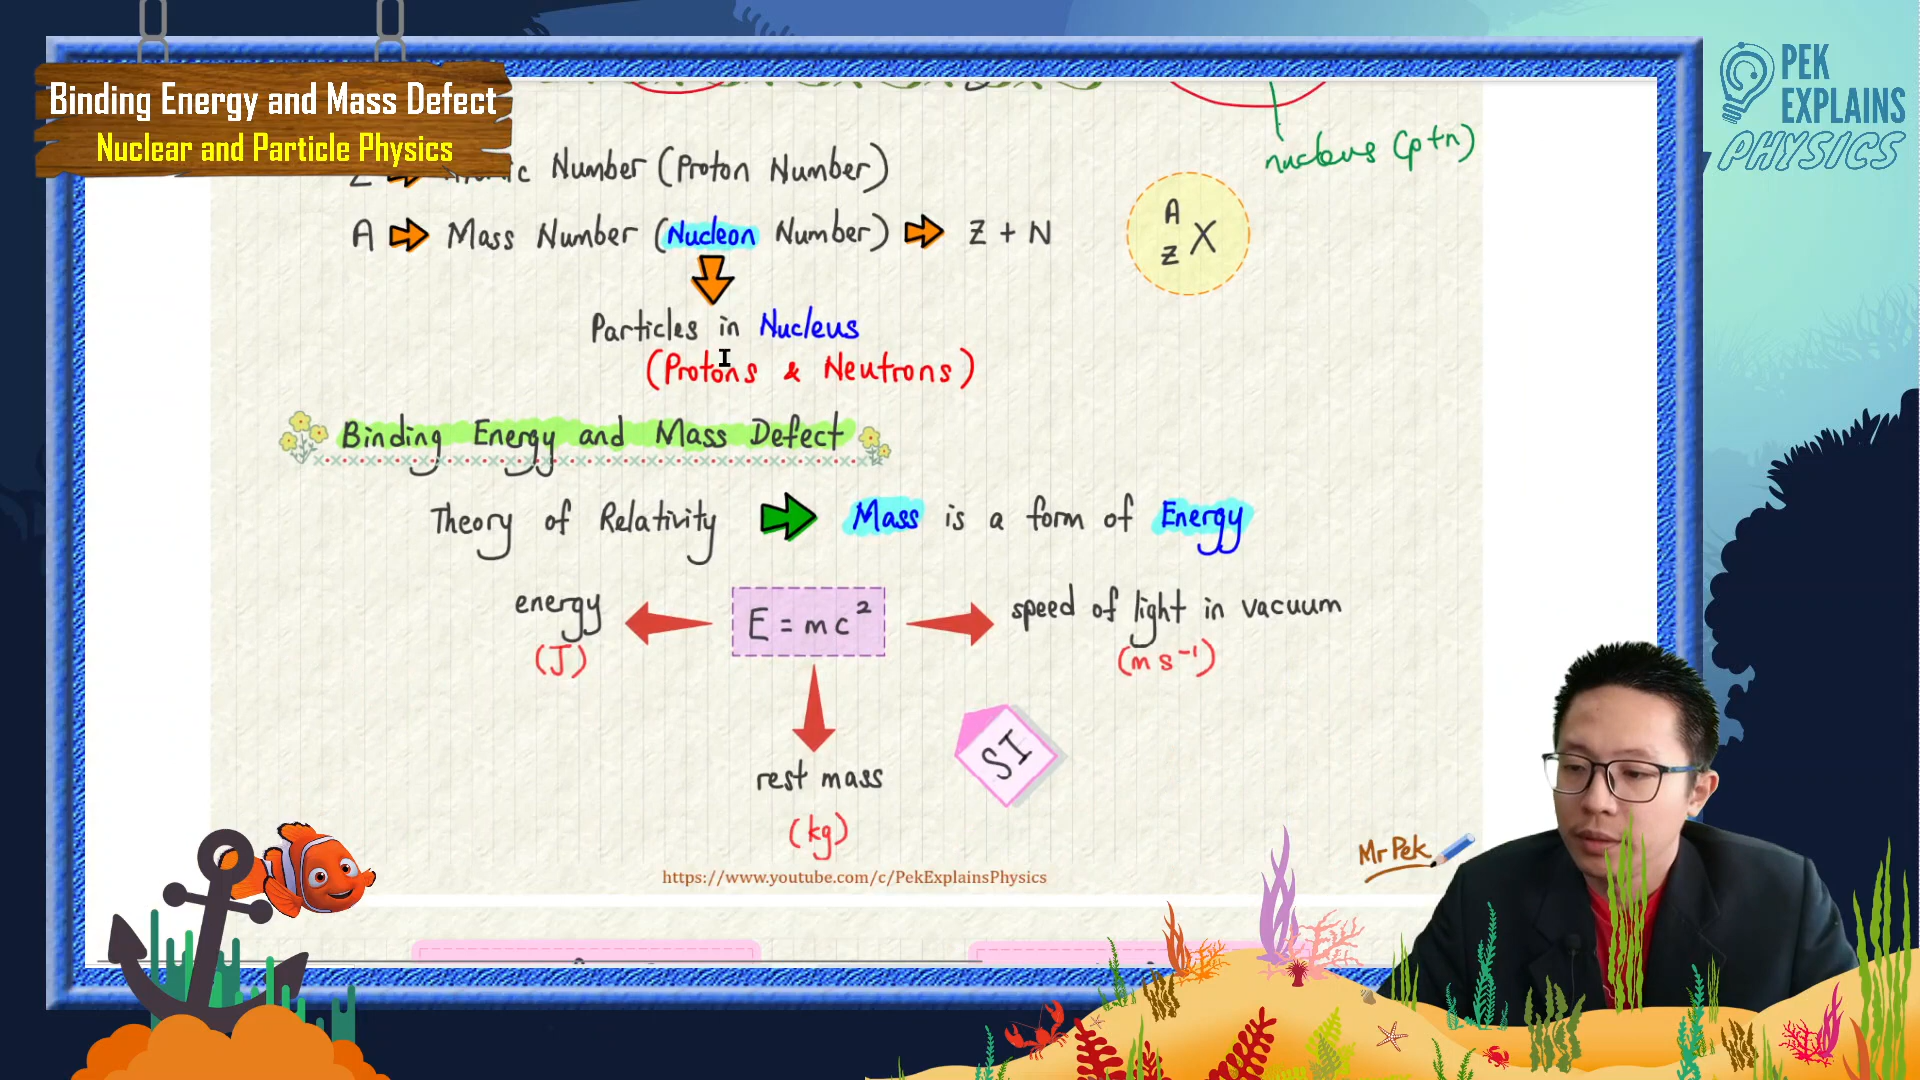 Binding Energy and Mass Defect
Nuclear and Particle Physics
PEK
EXPLAINS
PHYSICS
nucleus (p+n)
Number (Proton Number)
A Mass Number (Nucleon Number) Z + N
A
Z X
Particles in Nucleus
(Protons & Neutrons)
Binding Energy and Mass Defect
Theory of Relativity Mass is a form of Energy
energy E = mc² speed of light in vacuum
(J) (m s⁻¹)
SI
rest mass
(kg)
Mr Pek
https://www.youtube.com/c/PekExplainsPhysics